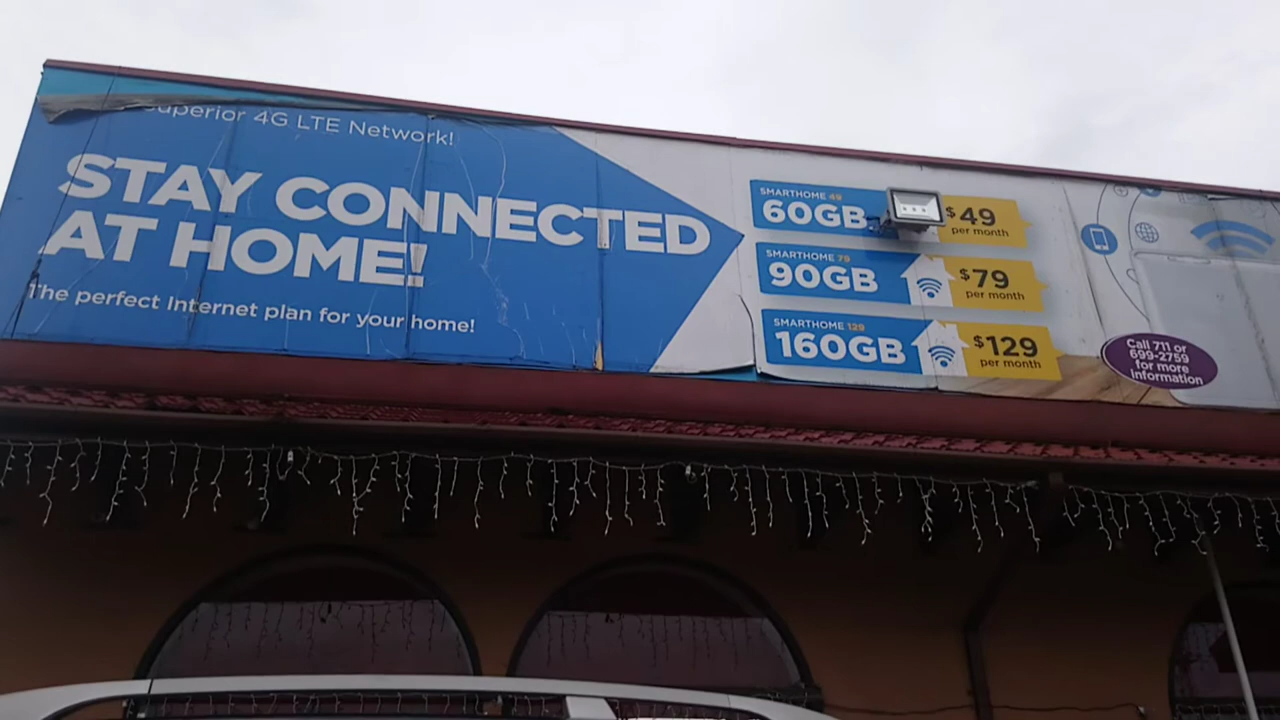 Superior 4G LTE Network!
STAY CONNECTED
AT HOME!
The perfect Internet plan for your home!
SMARTHOME 49
60GB
$49
per month
SMARTHOME 79
90GB
$79
per month
SMARTHOME 129
160GB
$129
per month
Call 711 or
699-2759
for more
Information